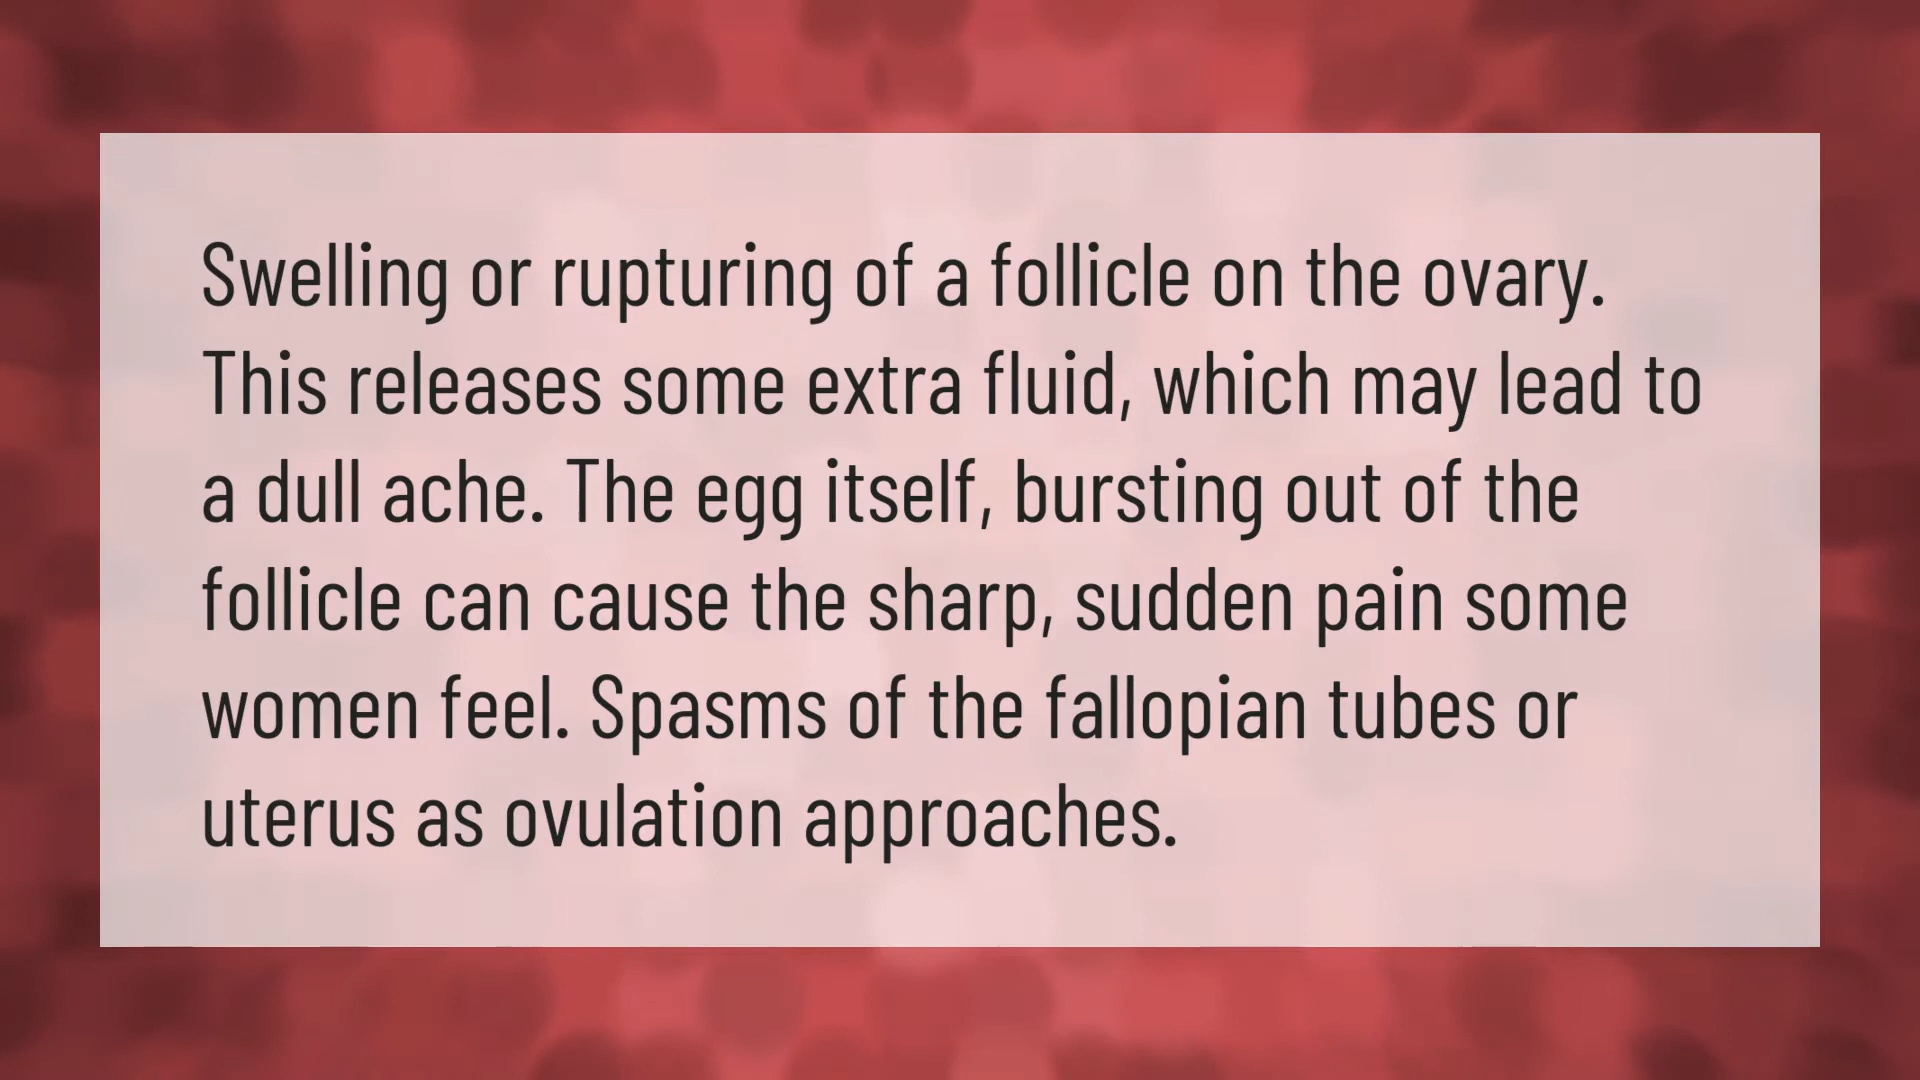 Swelling or rupturing of a follicle on the ovary.
This releases some extra fluid, which may lead to
a dull ache. The egg itself, bursting out of the
follicle can cause the sharp, sudden pain some
women feel. Spasms of the fallopian tubes or
uterus as ovulation approaches.